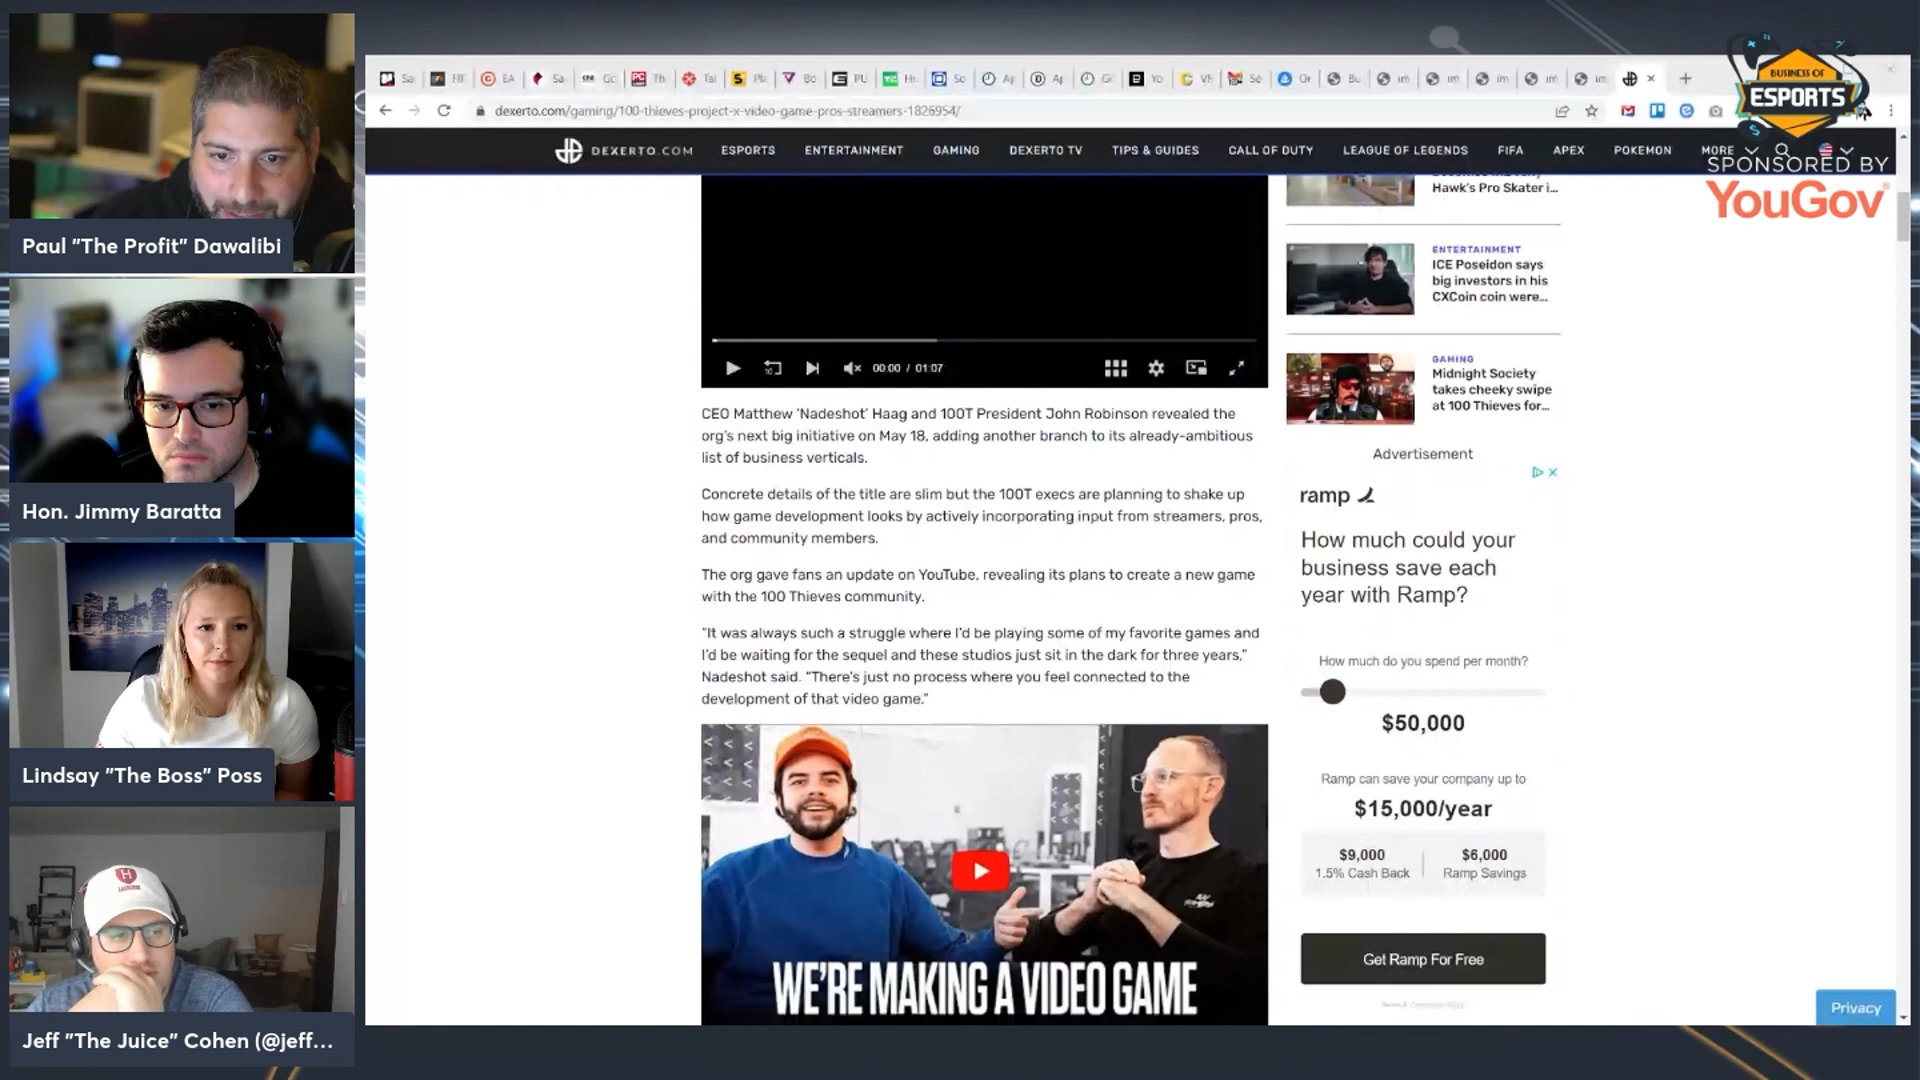 Paul "The Profit" Dawalibi
Hon. Jimmy Baratta
Lindsay "The Boss" Poss
Jeff "The Juice" Cohen (@jeff...
dexerto.com/gaming/100-thieves-project-x-video-game-pros-streamers-1826954/
BUSINESS OF
ESPORTS
SPONSORED BY
YouGov
DEXERTO.COM
ESPORTS
ENTERTAINMENT
GAMING
DEXERTO TV
TIPS & GUIDES
CALL OF DUTY
LEAGUE OF LEGENDS
FIFA
APEX
POKEMON
MORE
00:00 / 01:07
CEO Matthew 'Nadeshot' Haag and 100T President John Robinson revealed the
org's next big initiative on May 18, adding another branch to its already-ambitious
list of business verticals.
Concrete details of the title are slim but the 100T execs are planning to shake up
how game development looks by actively incorporating input from streamers, pros,
and community members.
The org gave fans an update on YouTube, revealing its plans to create a new game
with the 100 Thieves community.
"It was always such a struggle where I'd be playing some of my favorite games and
I'd be waiting for the sequel and these studios just sit in the dark for three years,"
Nadeshot said. "There's just no process where you feel connected to the
development of that video game."
WE'RE MAKING A VIDEO GAME
Hawk's Pro Skater i...
ENTERTAINMENT
ICE Poseidon says
big investors in his
CXCoin coin were...
GAMING
Midnight Society
takes cheeky swipe
at 100 Thieves for...
Advertisement
ramp
How much could your
business save each
year with Ramp?
How much do you spend per month?
$50,000
Ramp can save your company up to
$15,000/year
$9,000
1.5% Cash Back
$6,000
Ramp Savings
Get Ramp For Free
Privacy